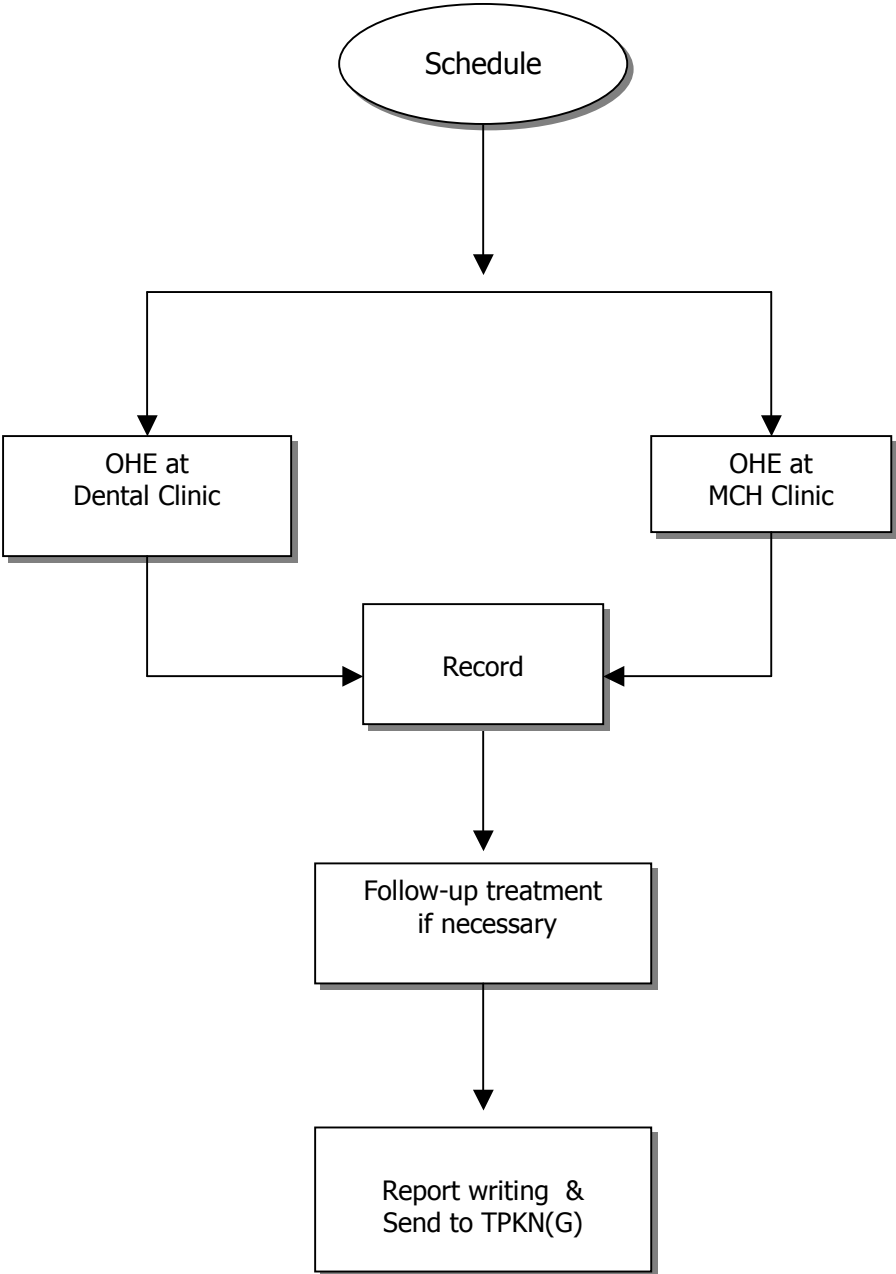 Schedule
OHE at
Dental Clinic
OHE at
MCH Clinic
Record
Follow-up treatment
if necessary
Report writing  &
Send to TPKN(G)